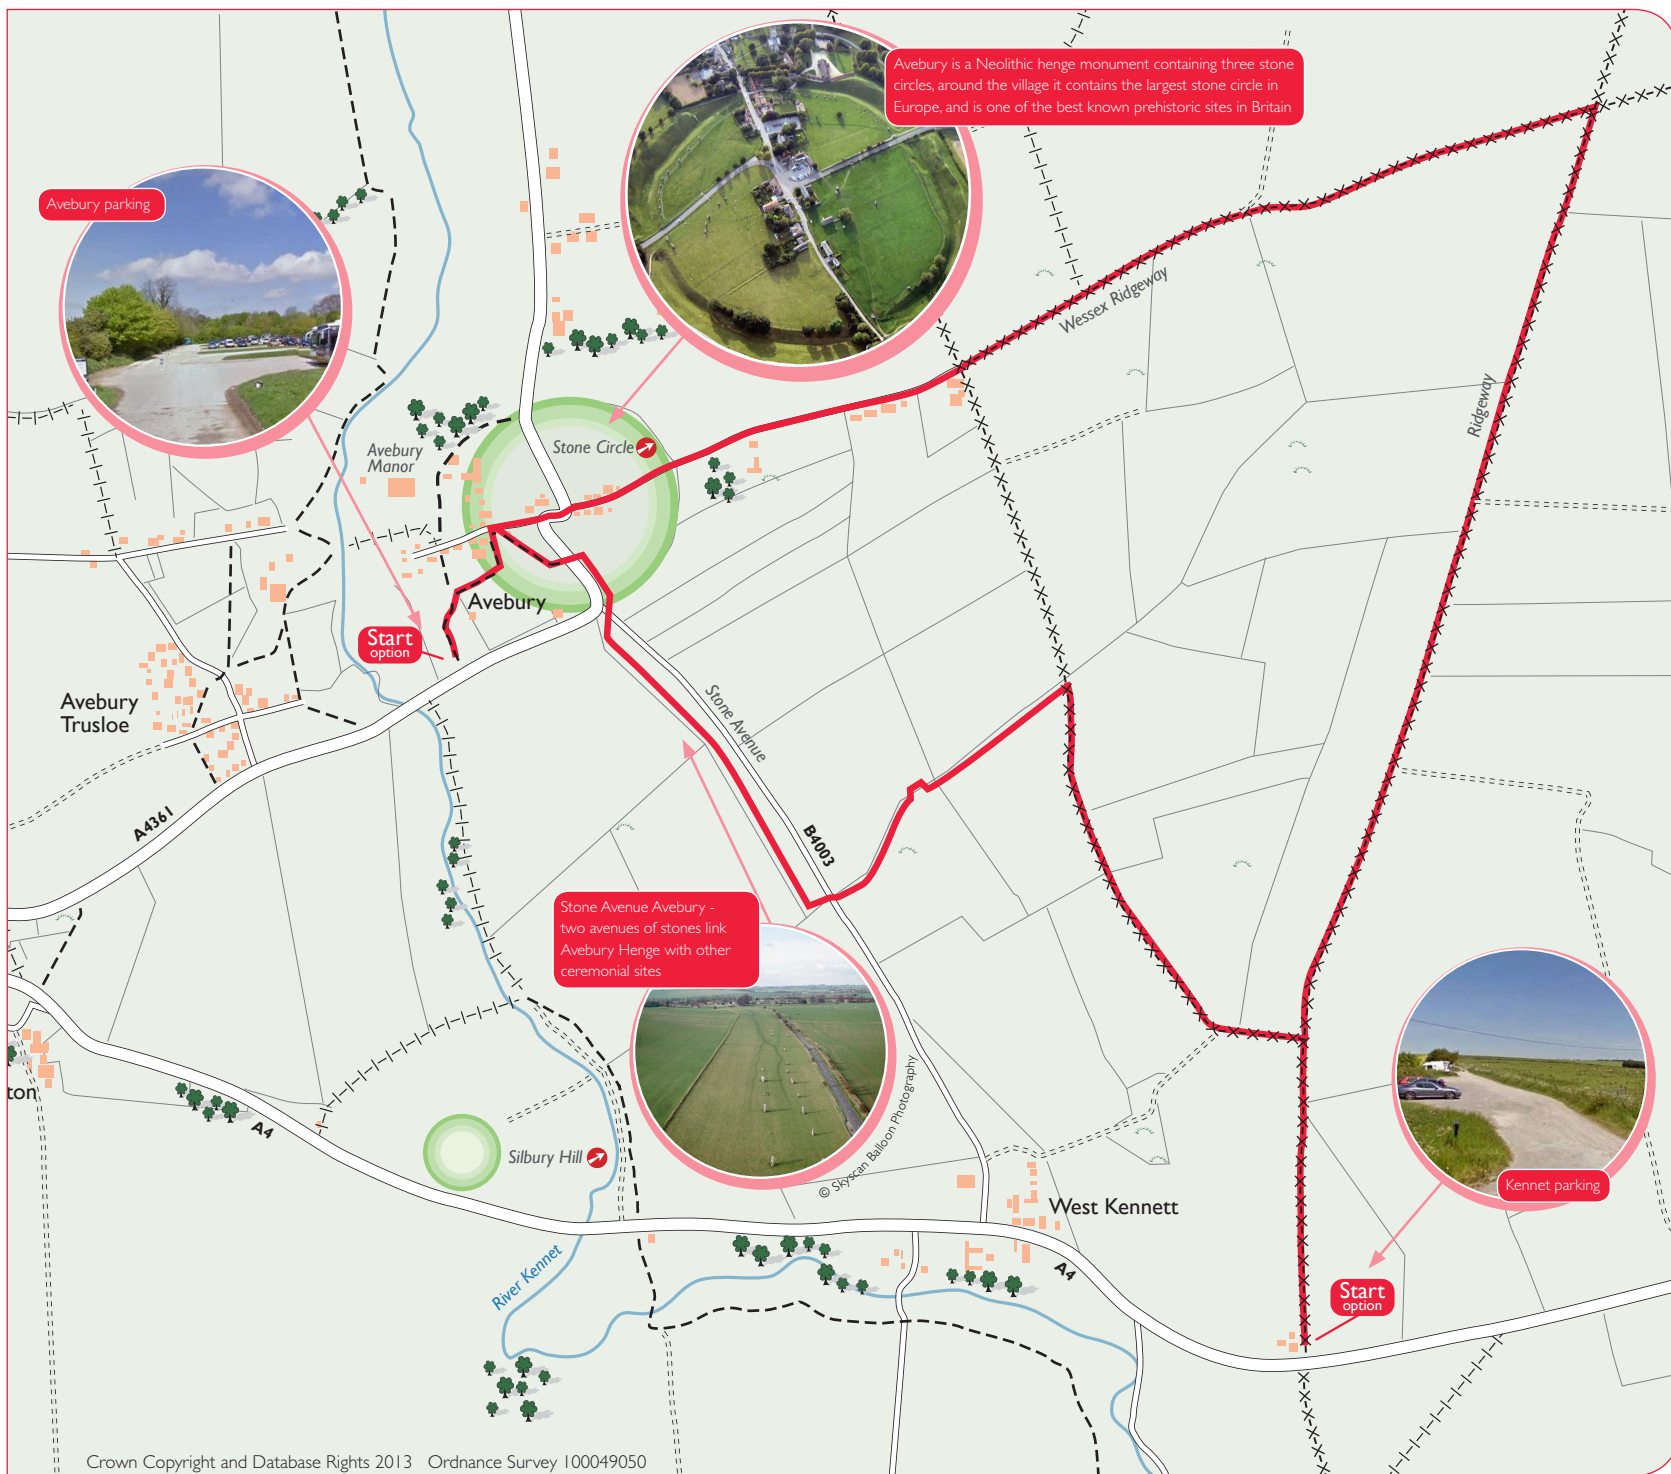 Avebury is a Neolithic henge monument containing three stone
circles, around the village it contains the largest stone circle in
Europe, and is one of the best known prehistoric sites in Britain
Avebury parking
Wessex Ridgeway
Ridgeway
Stone Circle
Avebury
Manor
Avebury
Start
option
Avebury
Trusloe
Stone Avenue
A4361
B4003
Stone Avenue Avebury -
two avenues of stones link
Avebury Henge with other
ceremonial sites
ton
A4
Silbury Hill
© Skyscan Balloon Photography
Kennet parking
West Kennett
River Kennet
A4
Start
option
Crown Copyright and Database Rights 2013 Ordnance Survey 100049050